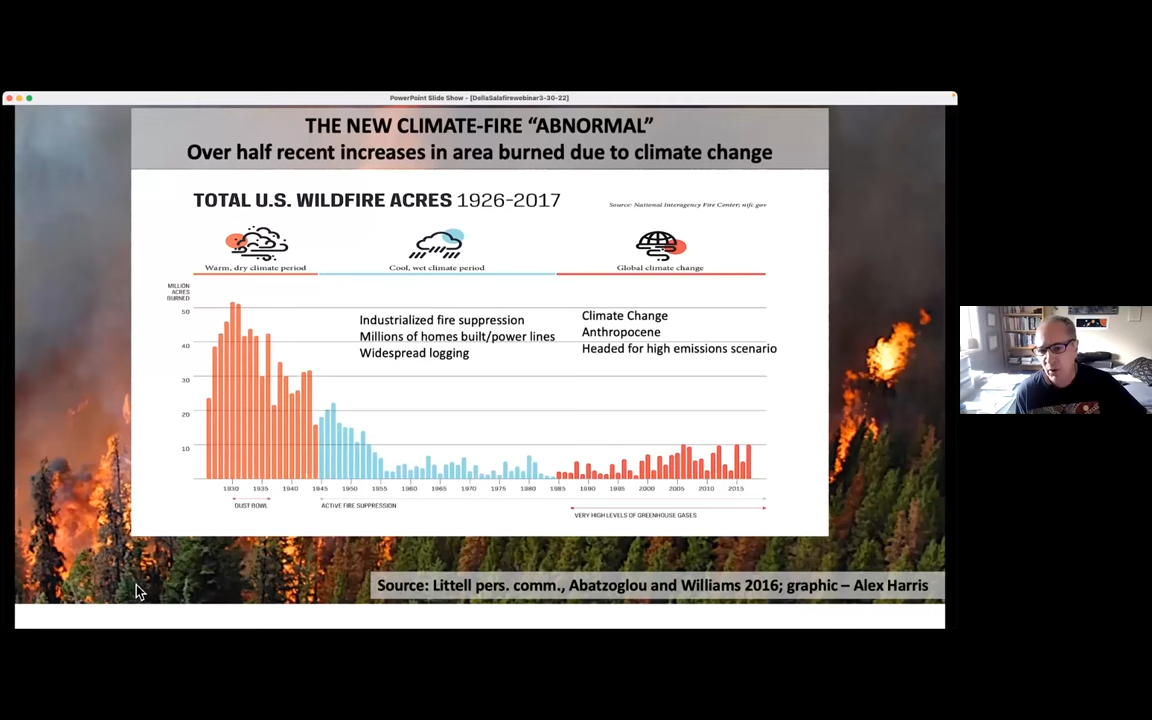 PowerPoint Slide Show - [DellaSalafirewebinar3-30-22]
THE NEW CLIMATE-FIRE “ABNORMAL”
Over half recent increases in area burned due to climate change
TOTAL U.S. WILDFIRE ACRES 1926-2017
Source: National Interagency Fire Center; nifc.gov
Warm, dry climate period
Cool, wet climate period
Global climate change
MILLION
ACRES
BURNED
50
40
30
20
10
Industrialized fire suppression
Millions of homes built/power lines
Widespread logging
Climate Change
Anthropocene
Headed for high emissions scenario
1930 1935 1940 1945 1950 1955 1960 1965 1970 1975 1980 1985 1990 1995 2000 2005 2010 2015
DUST BOWL
ACTIVE FIRE SUPPRESSION
VERY HIGH LEVELS OF GREENHOUSE GASES
Source: Littell pers. comm., Abatzoglou and Williams 2016; graphic – Alex Harris